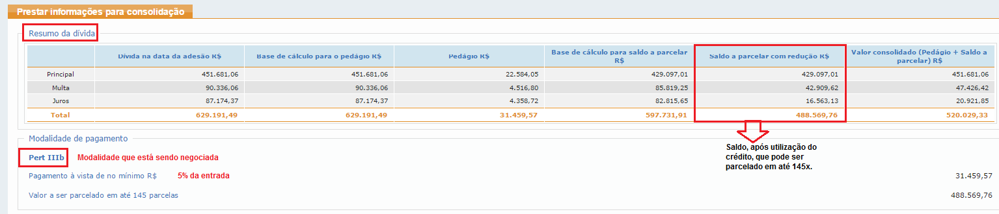 Prestar informações para consolidação
Resumo da dívida
Dívida na data da adesão R$ Base de cálculo para o pedágio R$ Pedágio R$ Base de cálculo para saldo a parcelar R$ Saldo a parcelar com redução R$ Valor consolidado (Pedágio + Saldo a parcelar) R$
Principal 451.681,06 451.681,06 22.584,05 429.097,01 429.097,01 451.681,06
Multa 90.336,06 90.336,06 4.516,80 85.819,25 42.909,62 47.426,42
Juros 87.174,37 87.174,37 4.358,72 82.815,65 16.563,13 20.921,85
Total 629.191,49 629.191,49 31.459,57 597.731,91 488.569,76 520.029,33
Modalidade de pagamento
Saldo, após utilização do
crédito, que pode ser
parcelado em até 145x.
Pert IIIb Modalidade que está sendo negociada
Pagamento à vista de no mínimo R$ 5% da entrada 31.459,57
Valor a ser parcelado em até 145 parcelas 488.569,76